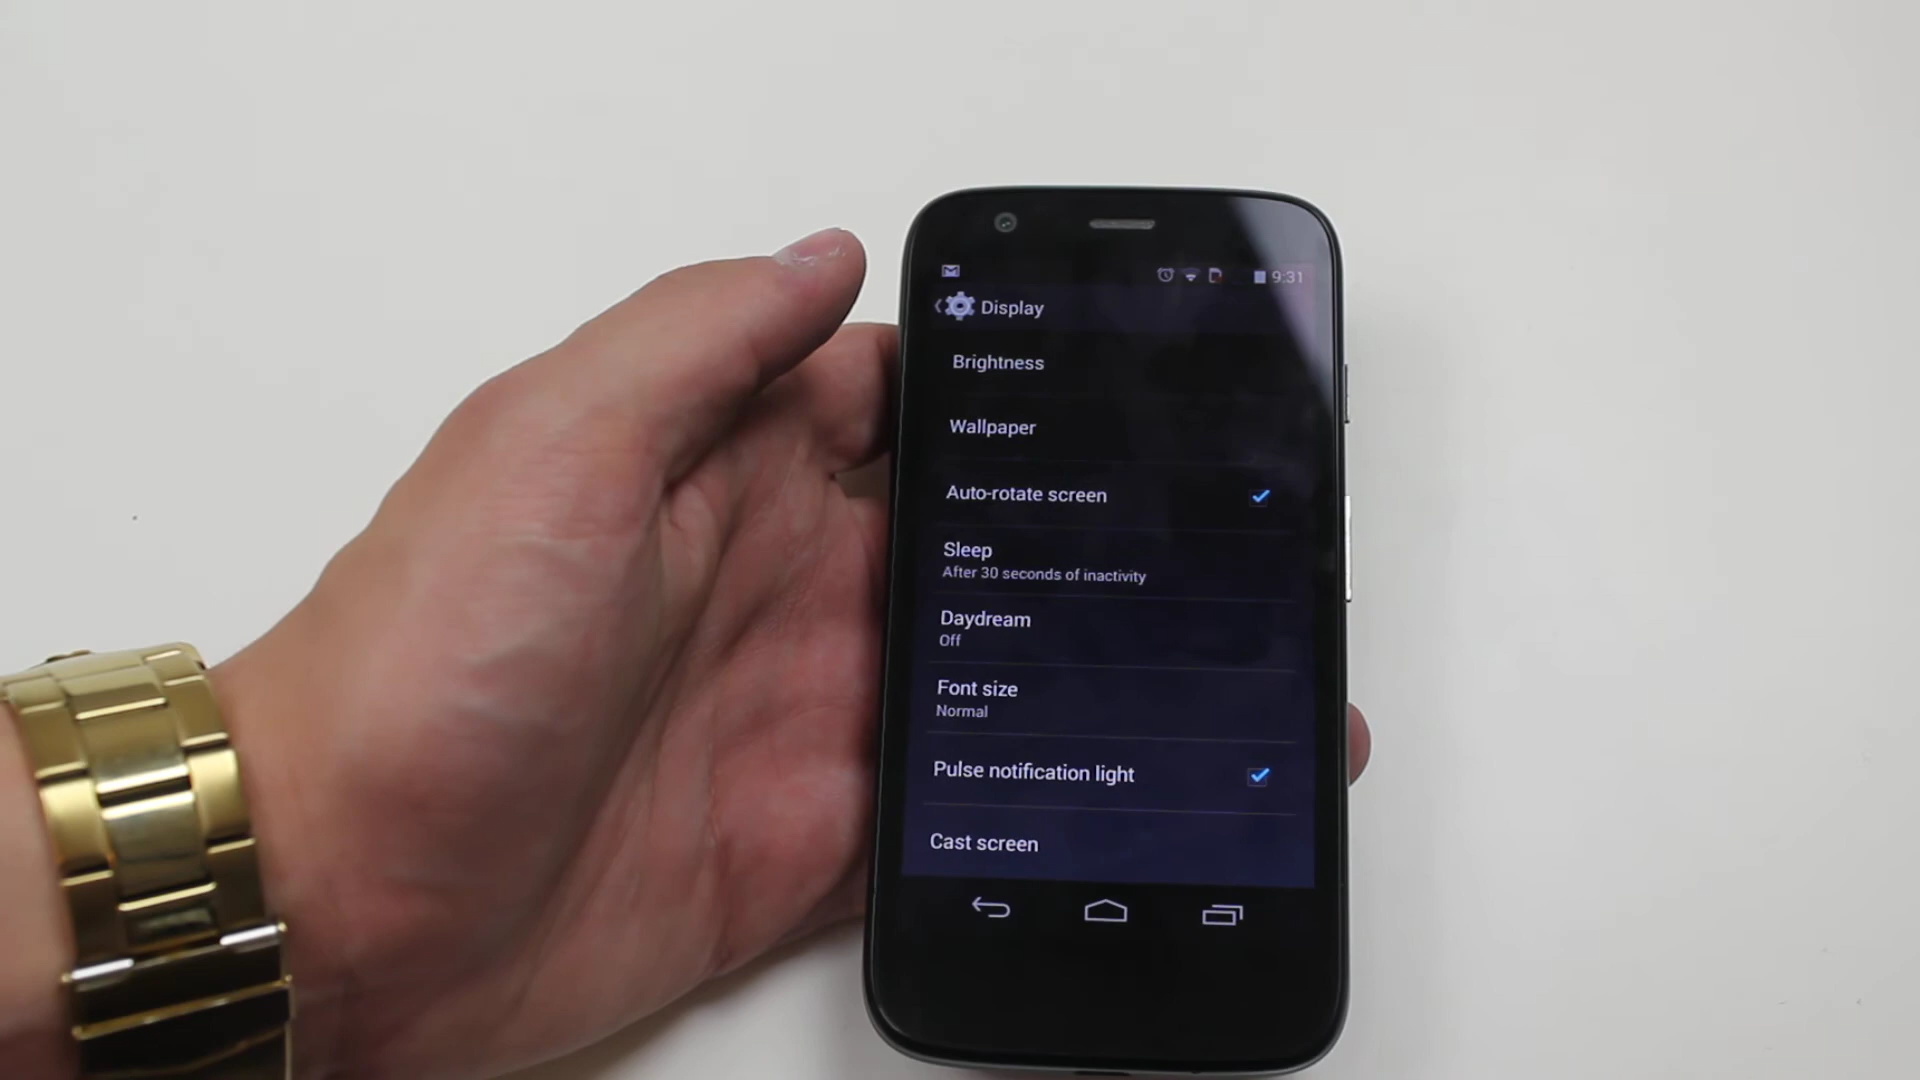 9:31
Display
Brightness
Wallpaper
Auto-rotate screen
Sleep
After 30 seconds of inactivity
Daydream
Off
Font size
Normal
Pulse notification light
Cast screen